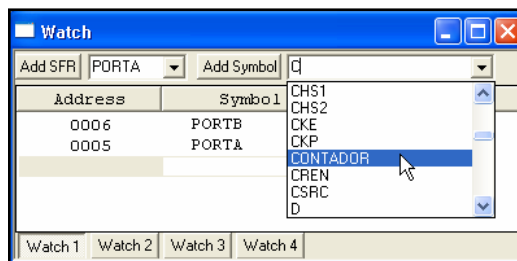 Watch
Add SFR PORTA Add Symbol C
Address Symbol
0006 PORTB
0005 PORTA
CHS1
CHS2
CKE
CKP
CONTADOR
CREN
CSRC
D
Watch 1 Watch 2 Watch 3 Watch 4